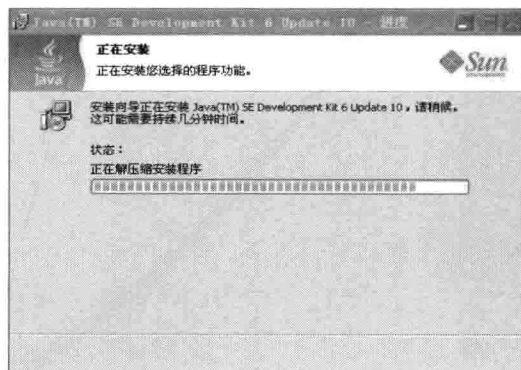 Java(TM) SE Development Kit 6 Update 10 - 进度
Java
正在安装
正在安装您选择的程序功能。
Sun
安装向导正在安装 Java(TM) SE Development Kit 6 Update 10，请稍候。
这可能需要持续几分钟时间。
状态：
正在解压缩安装程序